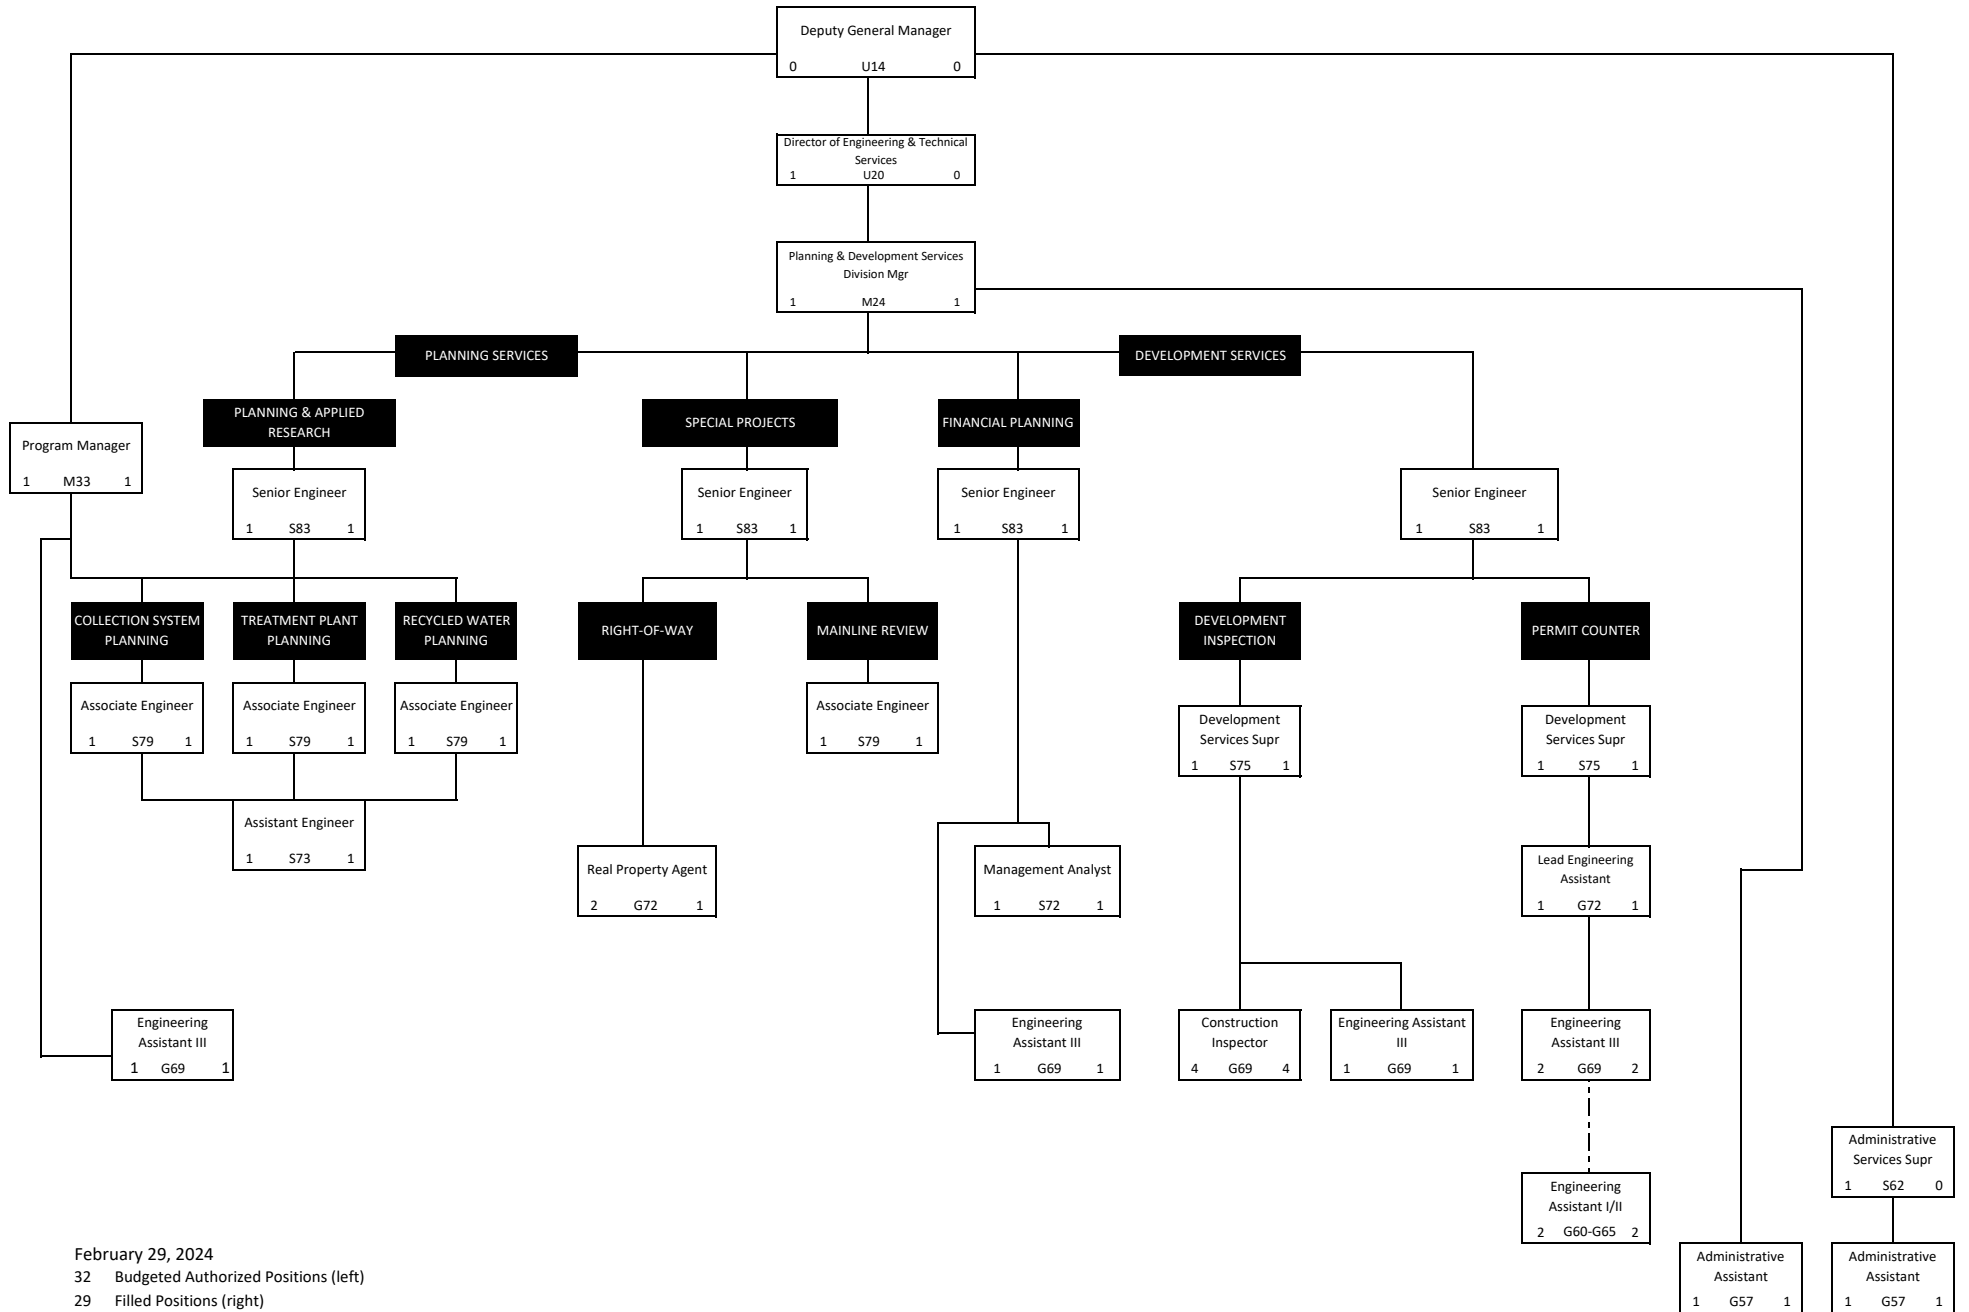 Deputy General Manager
0 U14 0
Director of Engineering & Technical
Services
1 U20 0
Planning & Development Services
Division Mgr
1 M24 1
PLANNING SERVICES
DEVELOPMENT SERVICES
PLANNING & APPLIED
RESEARCH
SPECIAL PROJECTS
FINANCIAL PLANNING
Program Manager
1 M33 1
Senior Engineer
1 S83 1
Senior Engineer
1 S83 1
Senior Engineer
1 S83 1
Senior Engineer
1 S83 1
COLLECTION SYSTEM
PLANNING
TREATMENT PLANT
PLANNING
RECYCLED WATER
PLANNING
RIGHT-OF-WAY
MAINLINE REVIEW
DEVELOPMENT
INSPECTION
PERMIT COUNTER
Associate Engineer
1 S79 1
Associate Engineer
1 S79 1
Associate Engineer
1 S79 1
Associate Engineer
1 S79 1
Development
Services Supr
1 S75 1
Development
Services Supr
1 S75 1
Assistant Engineer
1 S73 1
Real Property Agent
2 G72 1
Management Analyst
1 S72 1
Lead Engineering
Assistant
1 G72 1
Engineering
Assistant III
1 G69 1
Engineering
Assistant III
1 G69 1
Construction
Inspector
4 G69 4
Engineering Assistant
III
1 G69 1
Engineering
Assistant III
2 G69 2
Administrative
Services Supr
1 S62 0
Engineering
Assistant I/II
2 G60-G65 2
Administrative
Assistant
1 G57 1
Administrative
Assistant
1 G57 1
February 29, 2024
32 Budgeted Authorized Positions (left)
29 Filled Positions (right)